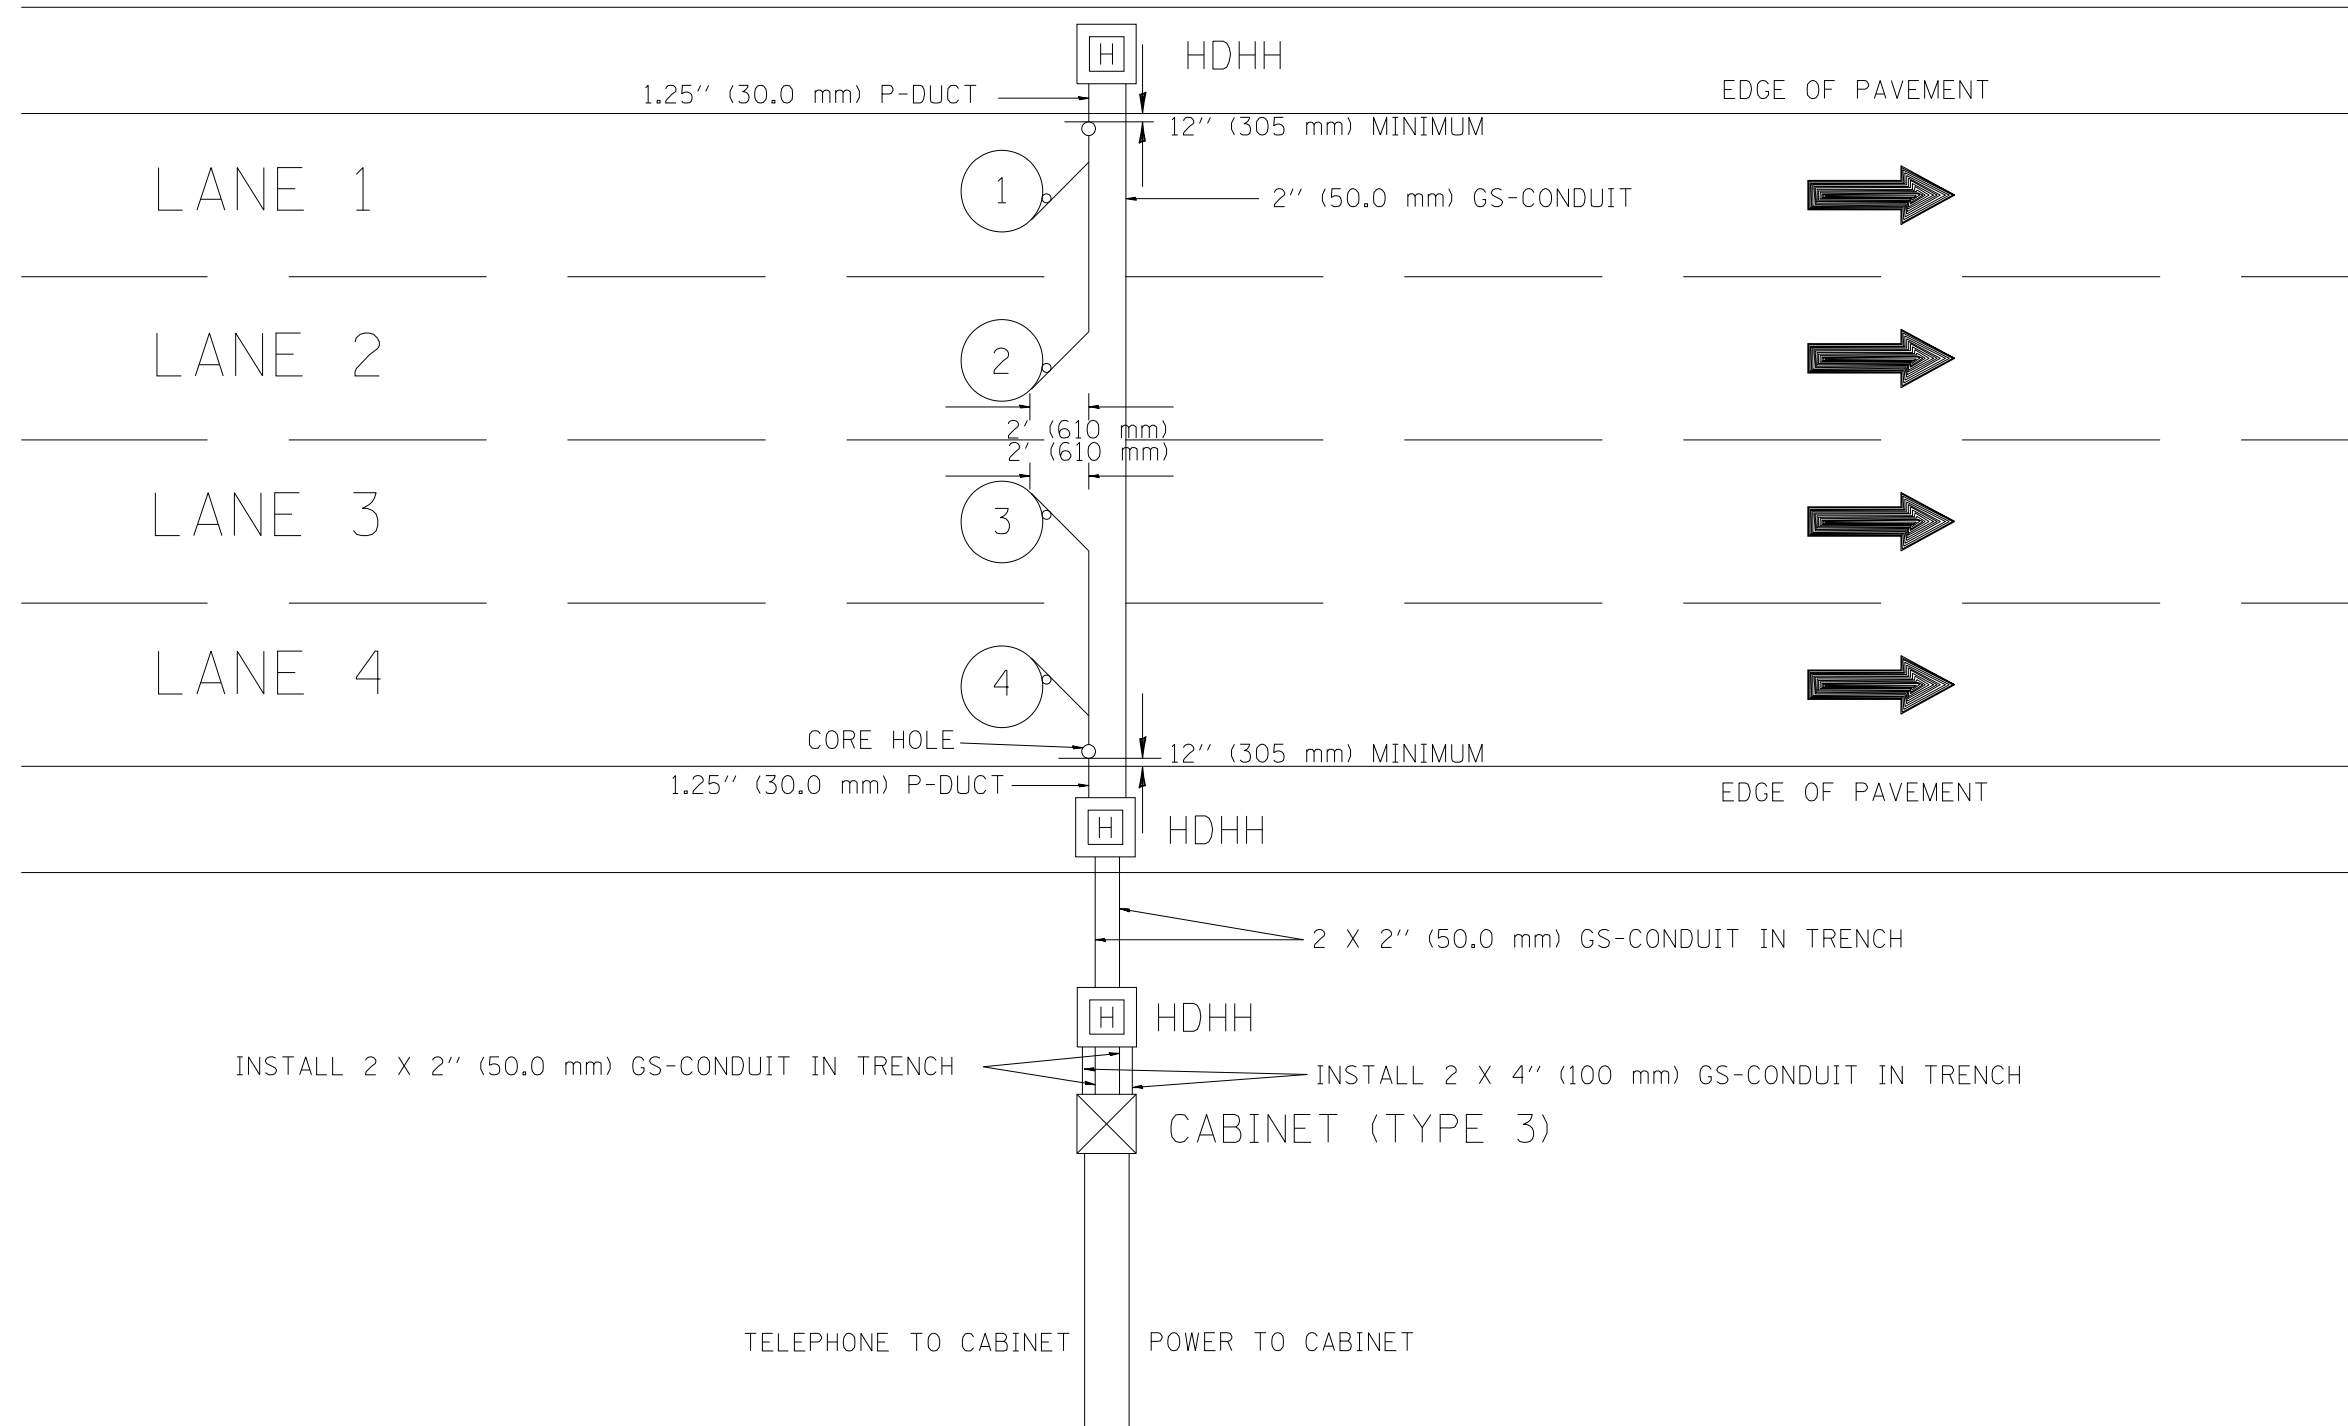 H HDHH
1.25'' (30.0 mm) P-DUCT
EDGE OF PAVEMENT
12'' (305 mm) MINIMUM
LANE 1
1
2'' (50.0 mm) GS-CONDUIT
LANE 2
2
2' (610 mm)
2' (610 mm)
LANE 3
3
LANE 4
4
CORE HOLE
12'' (305 mm) MINIMUM
1.25'' (30.0 mm) P-DUCT
EDGE OF PAVEMENT
H HDHH
2 X 2'' (50.0 mm) GS-CONDUIT IN TRENCH
H HDHH
INSTALL 2 X 2'' (50.0 mm) GS-CONDUIT IN TRENCH
INSTALL 2 X 4'' (100 mm) GS-CONDUIT IN TRENCH
CABINET (TYPE 3)
TELEPHONE TO CABINET
POWER TO CABINET